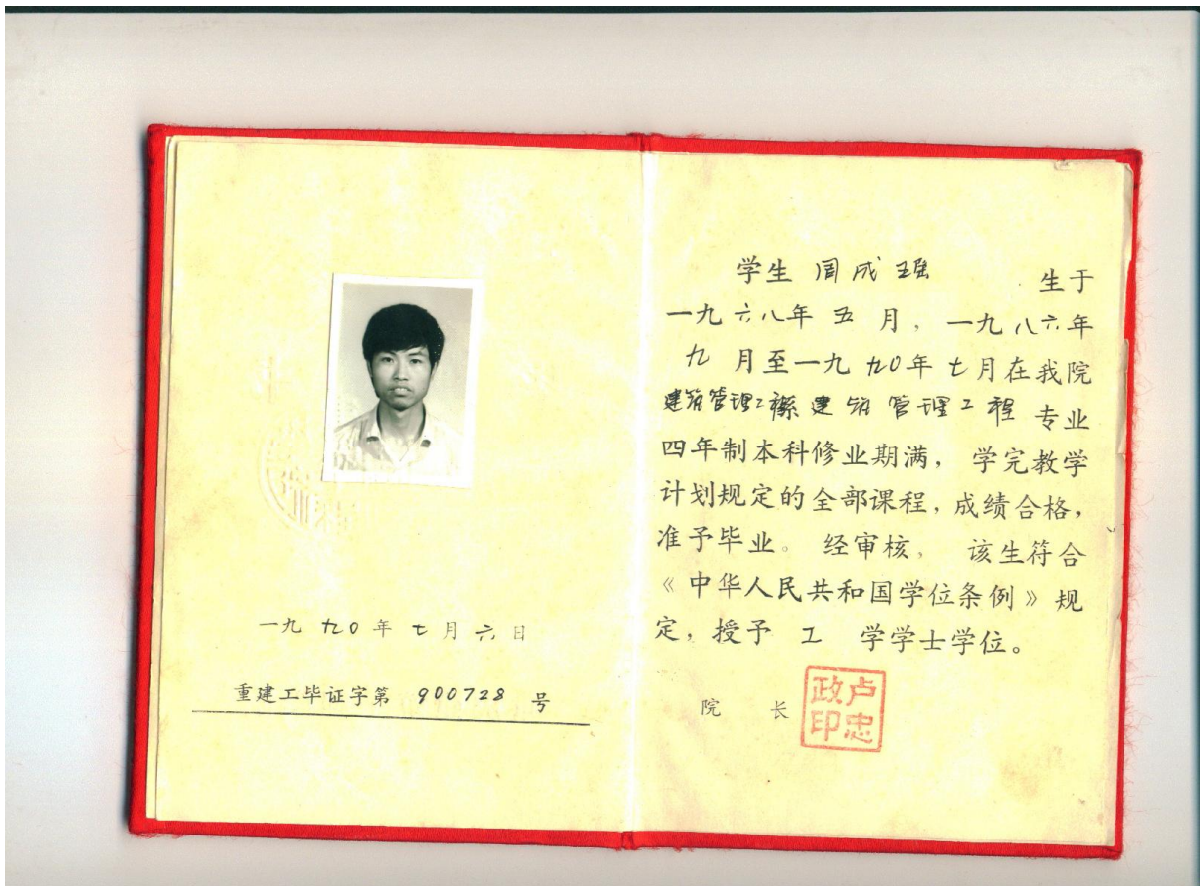 一九九〇年七月六日
重建工毕证字第 900728 号
学生 周成 生于
一九六八年五月，一九八六年
九月至一九九〇年七月在我院
建筑管理工程系建筑管理工程专业
四年制本科修业期满，学完教学
计划规定的全部课程，成绩合格，
准予毕业。经审核，该生符合
《中华人民共和国学位条例》规
定，授予 工 学学士学位。
院 长
卢忠政印